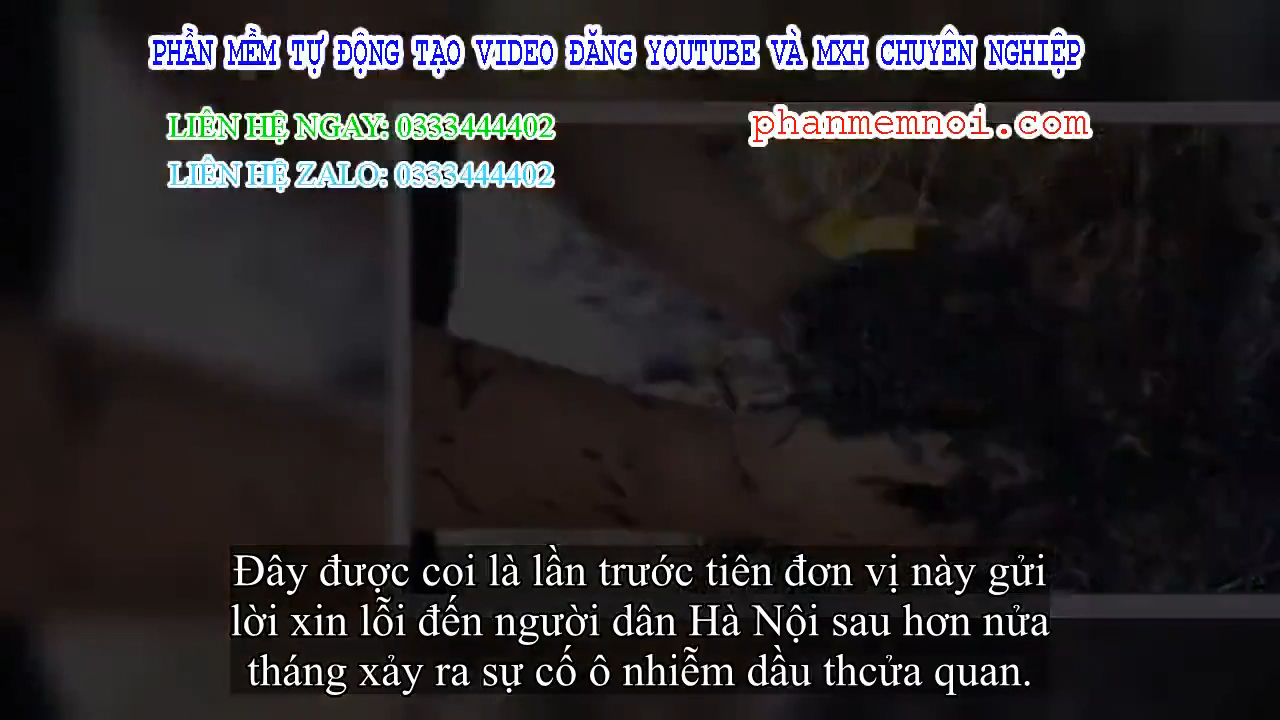 PHẦN MỀM TỰ ĐỘNG TẠO VIDEO ĐĂNG YOUTUBE VÀ MXH CHUYÊN NGHIỆP
LIÊN HỆ NGAY: 0333444402
phanmemnoi.com
LIÊN HỆ ZALO: 0333444402
Đây được coi là lần trước tiên đơn vị này gửi
lời xin lỗi đến người dân Hà Nội sau hơn nửa
tháng xảy ra sự cố ô nhiễm dầu thcửa quan.